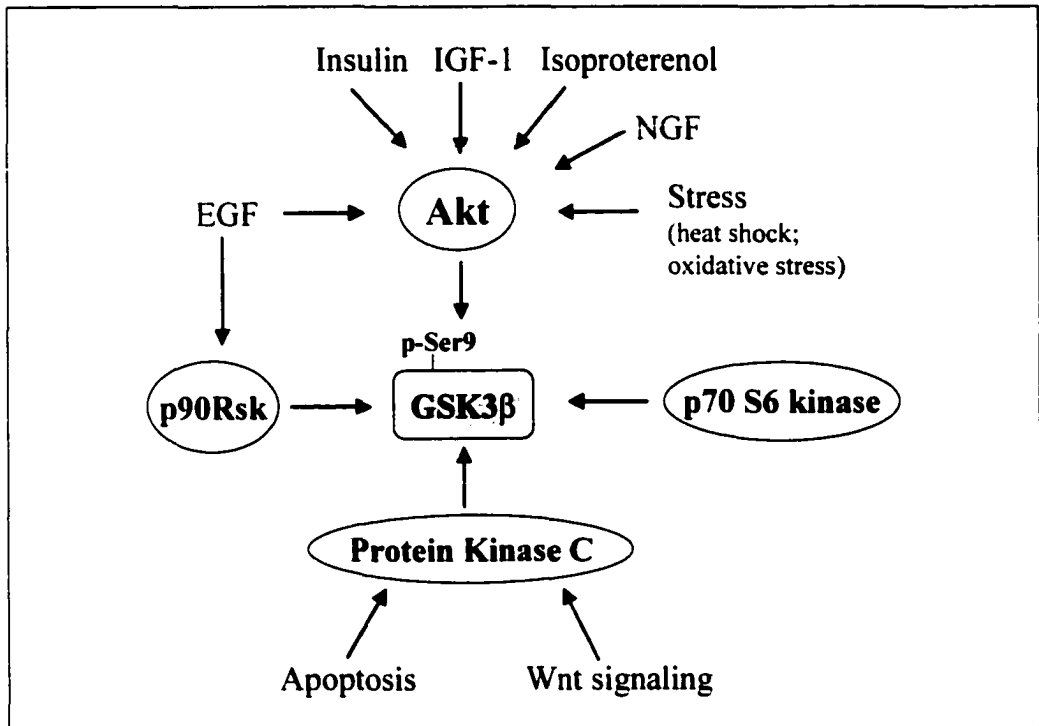 Insulin IGF-1 Isoproterenol
NGF
EGF
Akt
Stress
(heat shock;
oxidative stress)
p-Ser9
p90Rsk
GSK3β
p70 S6 kinase
Protein Kinase C
Apoptosis
Wnt signaling